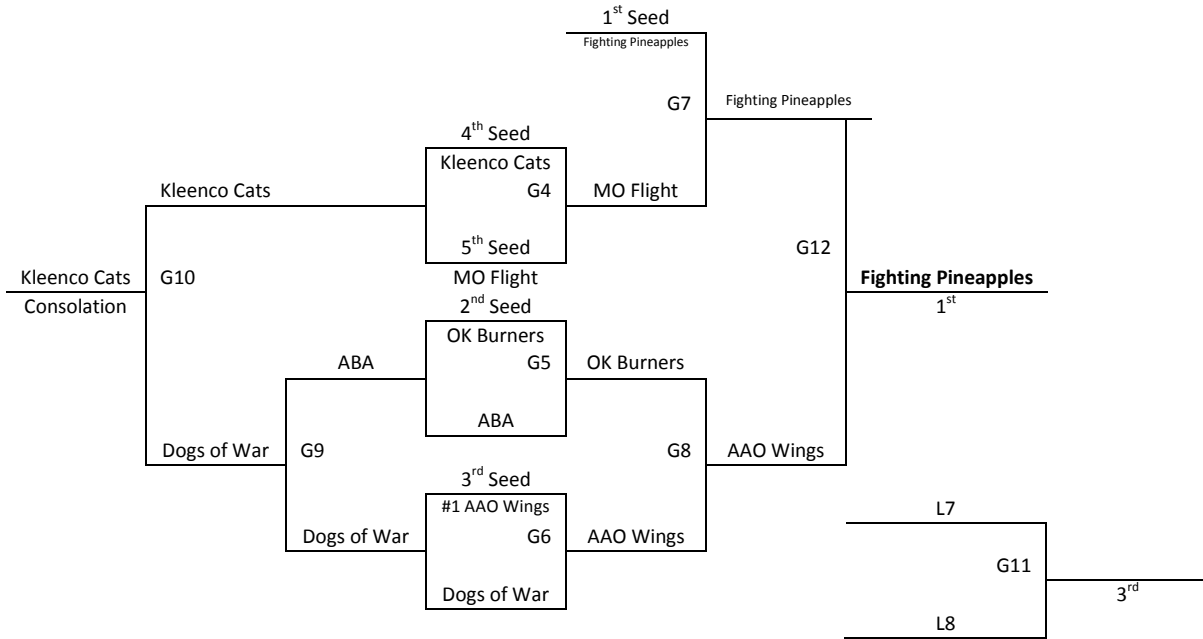 1st Seed
Fighting Pineapples
G7
Fighting Pineapples
4th Seed
Kleenco Cats
Kleenco Cats
G4
MO Flight
G12
5th Seed
Kleenco Cats
G10
MO Flight
Fighting Pineapples
Consolation
2nd Seed
1st
OK Burners
ABA
G5
OK Burners
ABA
Dogs of War
G9
G8
AAO Wings
3rd Seed
#1 AAO Wings
L7
Dogs of War
G6
AAO Wings
G11
Dogs of War
3rd
L8